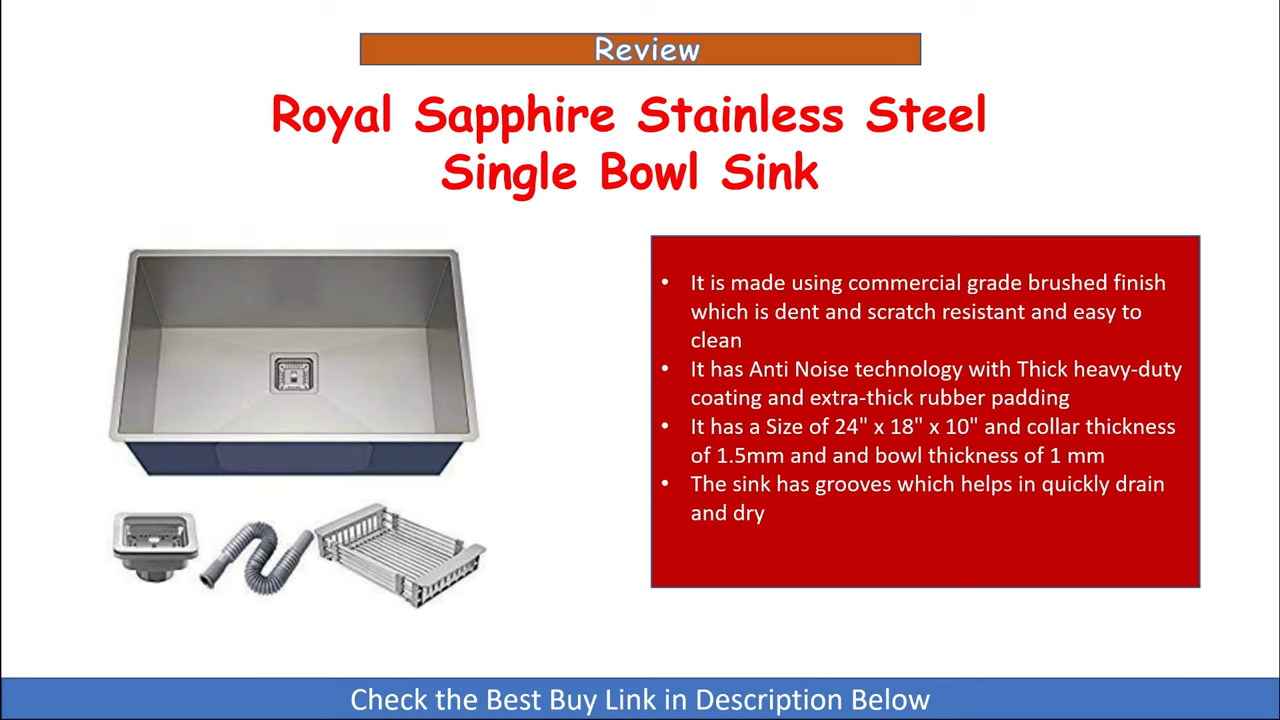 Review
Royal Sapphire Stainless Steel
Single Bowl Sink
• It is made using commercial grade brushed finish
which is dent and scratch resistant and easy to
clean
• It has Anti Noise technology with Thick heavy-duty
coating and extra-thick rubber padding
• It has a Size of 24" x 18" x 10" and collar thickness
of 1.5mm and and bowl thickness of 1 mm
• The sink has grooves which helps in quickly drain
and dry
Check the Best Buy Link in Description Below